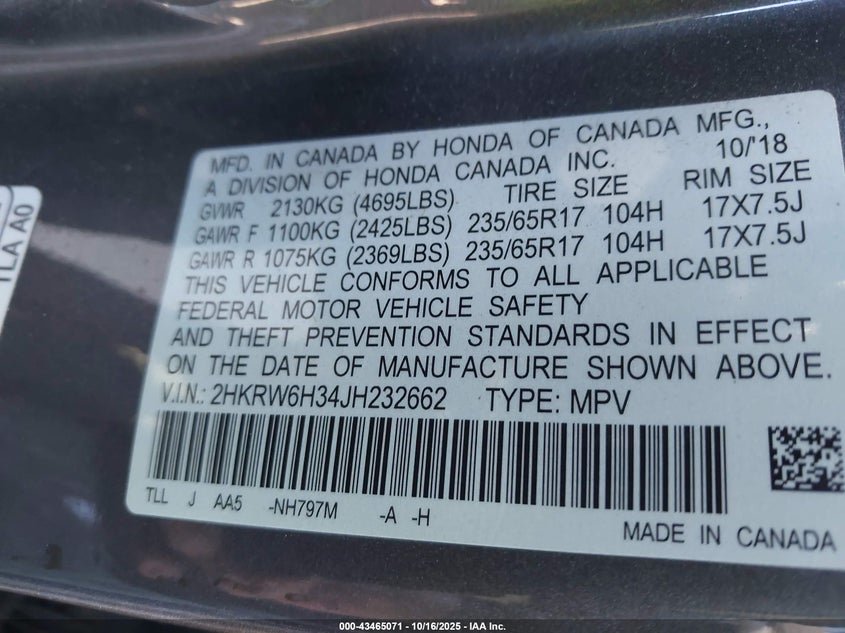 TLA A0
MFD. IN CANADA BY HONDA OF CANADA MFG.,
A DIVISION OF HONDA CANADA INC. 10/'18
GVWR 2130KG (4695LBS) TIRE SIZE RIM SIZE
GAWR F 1100KG (2425LBS) 235/65R17 104H 17X7.5J
GAWR R 1075KG (2369LBS) 235/65R17 104H 17X7.5J
THIS VEHICLE CONFORMS TO ALL APPLICABLE
FEDERAL MOTOR VEHICLE SAFETY
AND THEFT PREVENTION STANDARDS IN EFFECT
ON THE DATE OF MANUFACTURE SHOWN ABOVE.
V.I.N.: 2HKRW6H34JH232662 TYPE: MPV
TLL J AA5 -NH797M -A -H
MADE IN CANADA
000-43465071 | 10/16/2025 | IAA Inc.